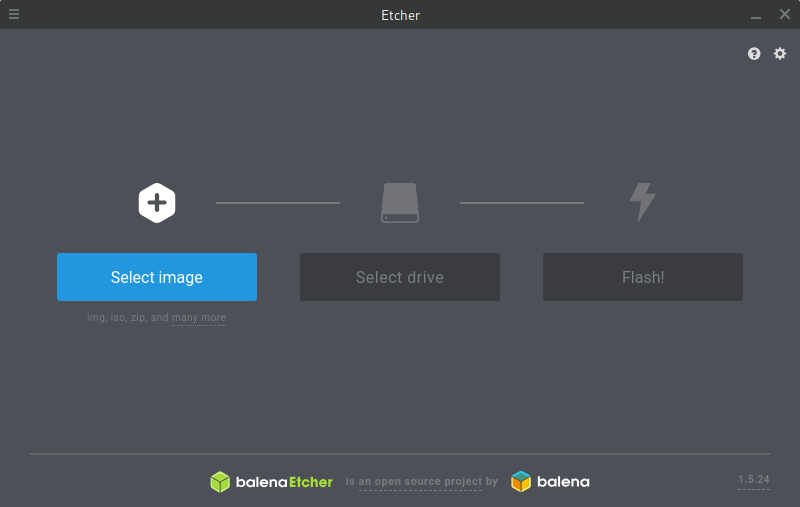 Etcher
Select image
Select drive
Flash!
img, iso, zip, and many more
balenaEtcher is an open source project by balena
1.5.24